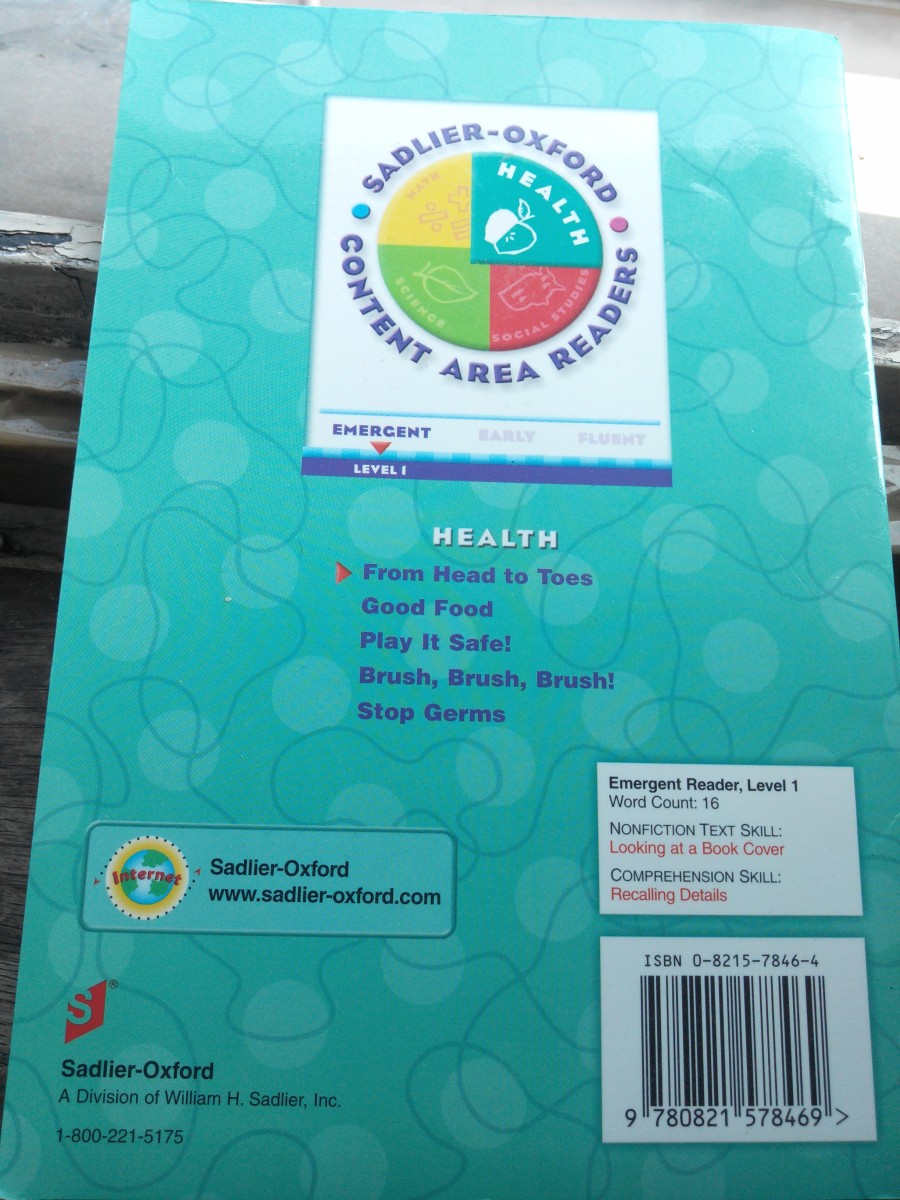 SADLIER-OXFORD
CONTENT AREA READERS
MATH
HEALTH
SCIENCE
SOCIAL STUDIES
EMERGENT EARLY FLUENT
LEVEL 1
HEALTH
From Head to Toes
Good Food
Play It Safe!
Brush, Brush, Brush!
Stop Germs
Emergent Reader, Level 1
Word Count: 16
NONFICTION TEXT SKILL:
Looking at a Book Cover
COMPREHENSION SKILL:
Recalling Details
Internet
Sadlier-Oxford
www.sadlier-oxford.com
ISBN 0-8215-7846-4
9 780821 578469 >
S®
Sadlier-Oxford
A Division of William H. Sadlier, Inc.
1-800-221-5175